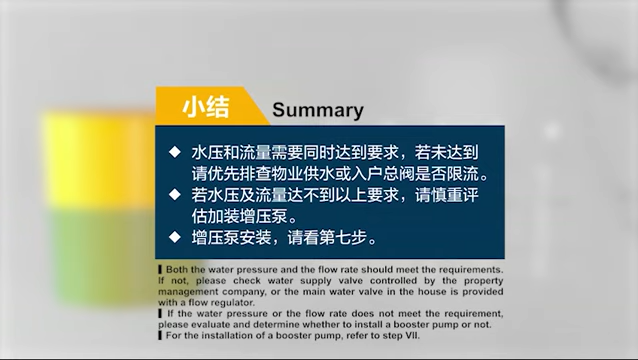 小结 Summary
◆ 水压和流量需要同时达到要求，若未达到
请优先排查物业供水或入户总阀是否限流。
◆ 若水压及流量达不到以上要求，请慎重评
估加装增压泵。
◆ 增压泵安装，请看第七步。
▌Both the water pressure and the flow rate should meet the requirements.
If not, please check water supply valve controlled by the property
management company, or the main water valve in the house is provided
with a flow regulator.
▌If the water pressure or the flow rate does not meet the requirement,
please evaluate and determine whether to install a booster pump or not.
▌For the installation of a booster pump, refer to step VII.